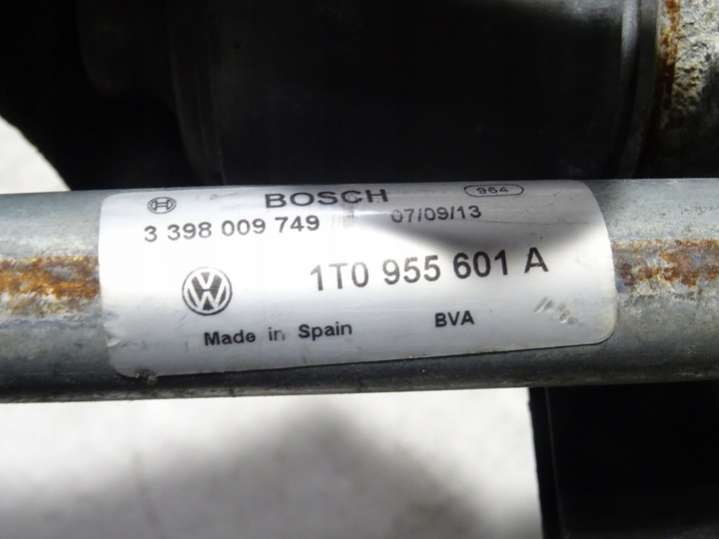 BOSCH 964
3 398 009 749 07/09/13
1T0 955 601 A
Made in Spain BVA